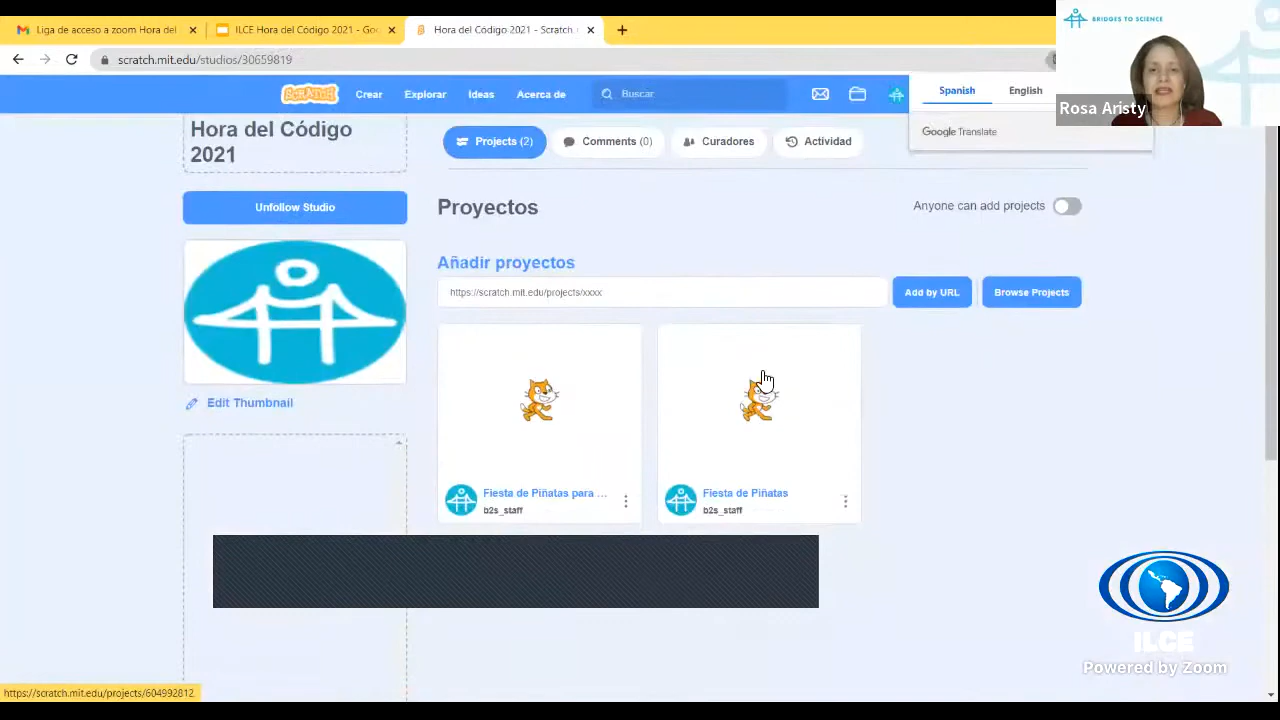 Liga de acceso a zoom Hora del
ILCE Hora del Código 2021 - Goo
Hora del Código 2021 - Scratch
scratch.mit.edu/studios/30659819
BRIDGES TO SCIENCE
Rosa Aristy
SCRATCH
Crear
Explorar
Ideas
Acerca de
Buscar
Spanish
English
Google Translate
Hora del Código
2021
Projects (2)
Comments (0)
Curadores
Actividad
Unfollow Studio
Proyectos
Anyone can add projects
Añadir proyectos
https://scratch.mit.edu/projects/xxxx
Add by URL
Browse Projects
Edit Thumbnail
Fiesta de Piñatas para ...
b2s_staff
Fiesta de Piñatas
b2s_staff
ILCE
Powered by Zoom
https://scratch.mit.edu/projects/604992812